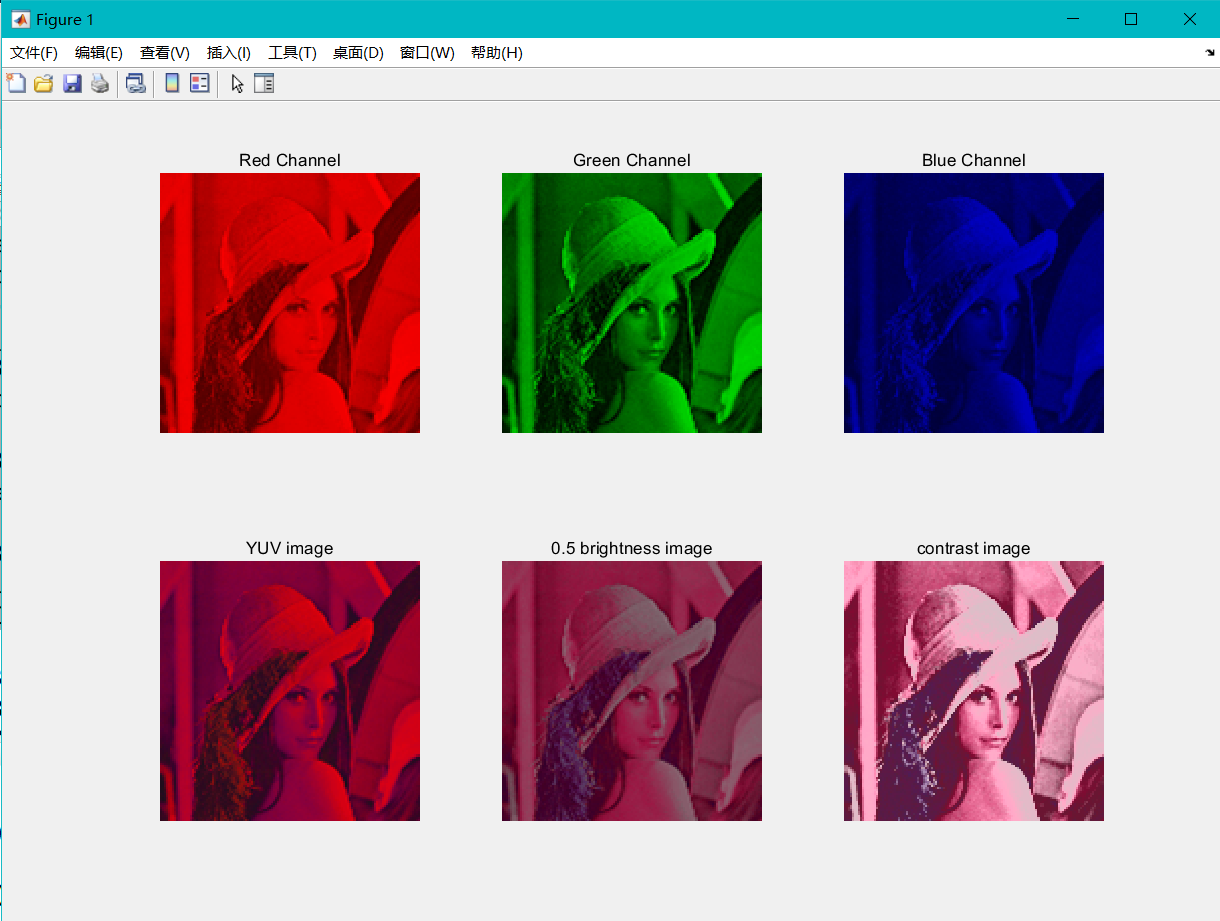 Figure 1
文件(F) 编辑(E) 查看(V) 插入(I) 工具(T) 桌面(D) 窗口(W) 帮助(H)
Red Channel
Green Channel
Blue Channel
YUV image
0.5 brightness image
contrast image